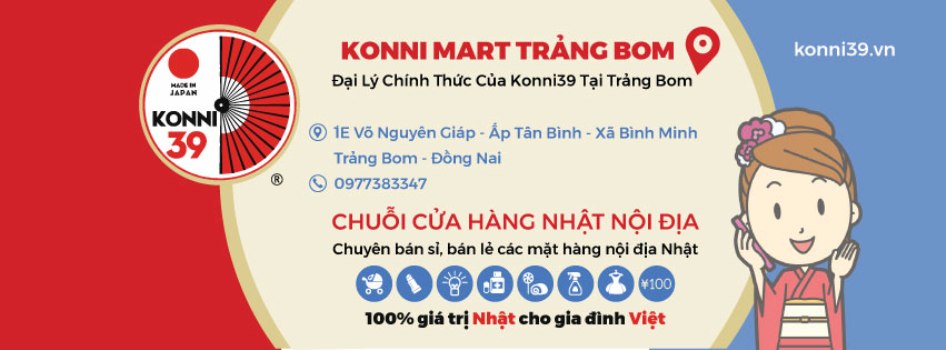 MADE IN
JAPAN
KONNI
39
®
KONNI MART TRẢNG BOM
Đại Lý Chính Thức Của Konni39 Tại Trảng Bom
konni39.vn
1E Võ Nguyên Giáp - Ấp Tân Bình - Xã Bình Minh
Trảng Bom - Đồng Nai
0977383347
CHUỖI CỬA HÀNG NHẬT NỘI ĐỊA
Chuyên bán sỉ, bán lẻ các mặt hàng nội địa Nhật
¥100
100% giá trị Nhật cho gia đình Việt